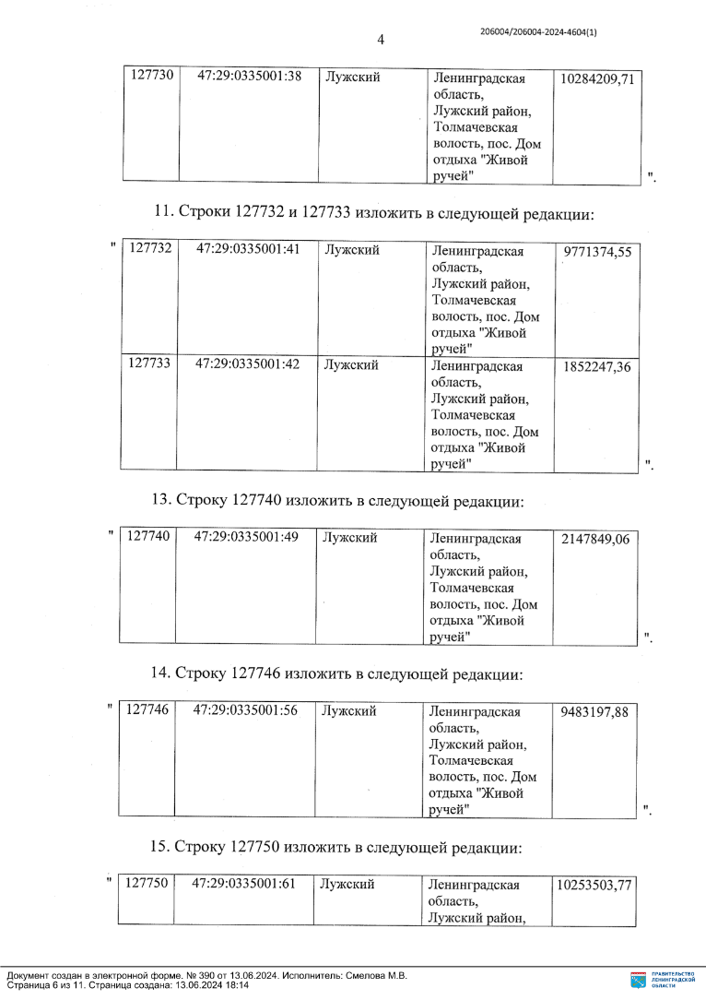 206004/206004-2024-4604(1)
4
127730 47:29:0335001:38 Лужский Ленинградская 10284209,71
область,
Лужский район,
Толмачевская
волость, пос. Дом
отдыха "Живой
ручей" ".
11. Строки 127732 и 127733 изложить в следующей редакции:
" 127732 47:29:0335001:41 Лужский Ленинградская 9771374,55
область,
Лужский район,
Толмачевская
волость, пос. Дом
отдыха "Живой
ручей"
127733 47:29:0335001:42 Лужский Ленинградская 1852247,36
область,
Лужский район,
Толмачевская
волость, пос. Дом
отдыха "Живой
ручей" ".
13. Строку 127740 изложить в следующей редакции:
" 127740 47:29:0335001:49 Лужский Ленинградская 2147849,06
область,
Лужский район,
Толмачевская
волость, пос. Дом
отдыха "Живой
ручей" ".
14. Строку 127746 изложить в следующей редакции:
" 127746 47:29:0335001:56 Лужский Ленинградская 9483197,88
область,
Лужский район,
Толмачевская
волость, пос. Дом
отдыха "Живой
ручей" ".
15. Строку 127750 изложить в следующей редакции:
" 127750 47:29:0335001:61 Лужский Ленинградская 10253503,77
область,
Лужский район,
Документ создан в электронной форме. № 390 от 13.06.2024. Исполнитель: Смелова М.В.
Страница 6 из 11. Страница создана: 13.06.2024 18:14
ПРАВИТЕЛЬСТВО
ЛЕНИНГРАДСКОЙ
ОБЛАСТИ